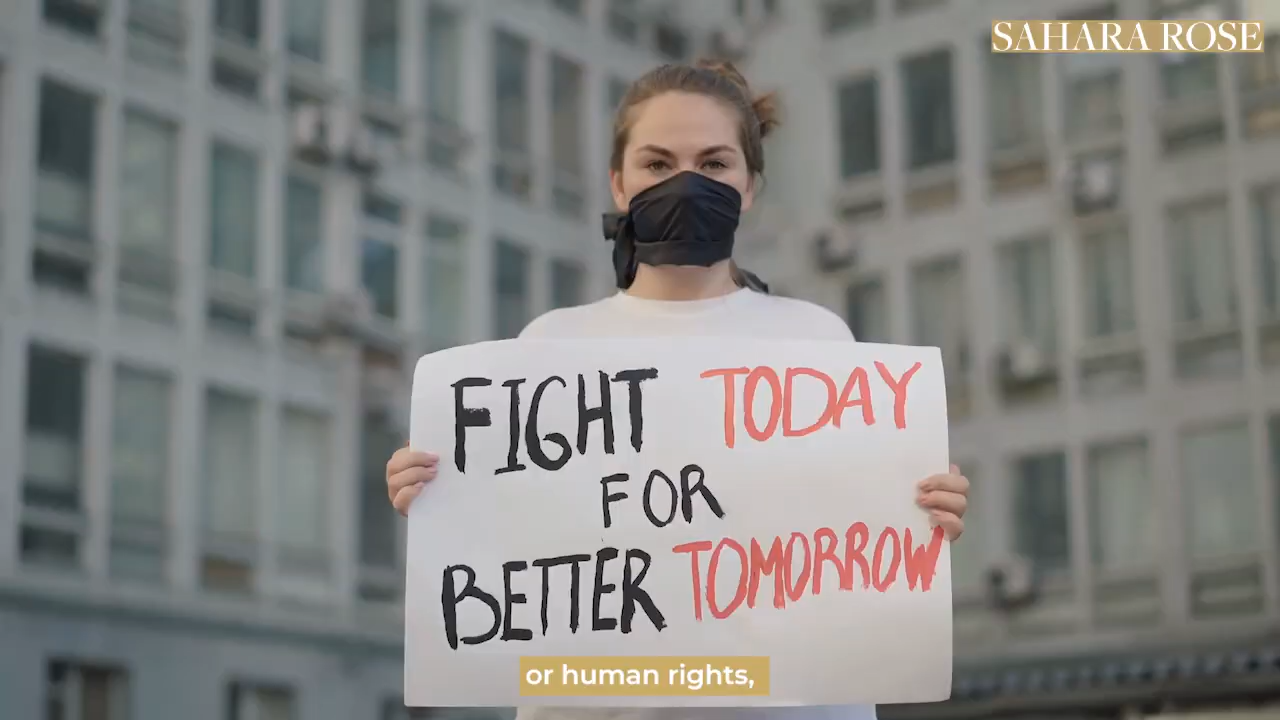 SAHARA ROSE
FIGHT TODAY
FOR
BETTER TOMORROW
or human rights,